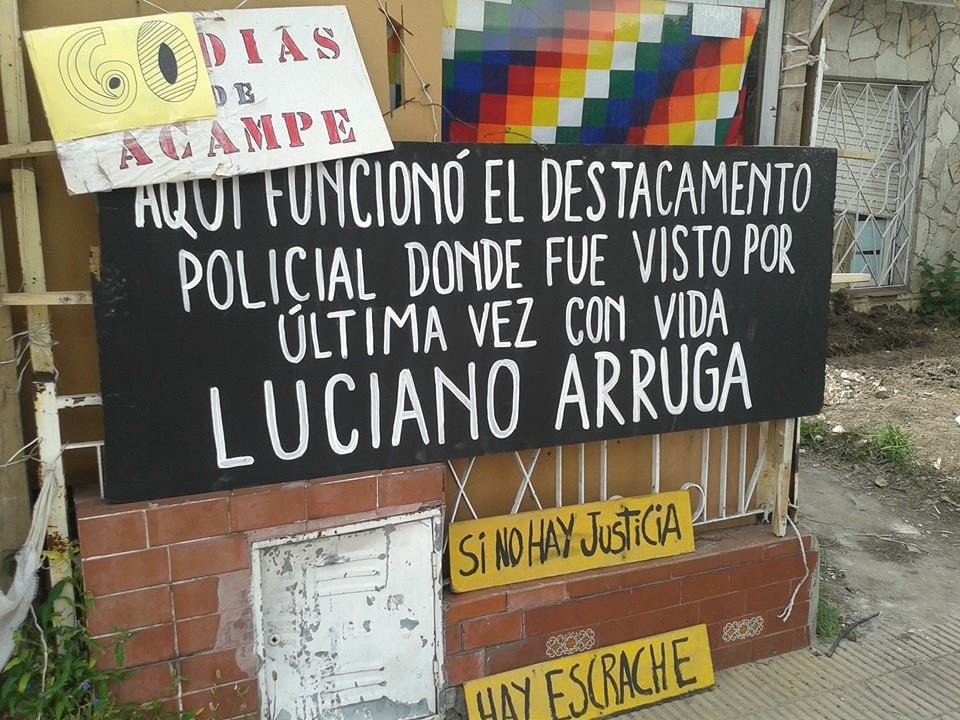 60 DIAS
DE
ACAMPE
AQUÍ FUNCIONÓ EL DESTACAMENTO
POLICIAL DONDE FUE VISTO POR
ÚLTIMA VEZ CON VIDA
LUCIANO ARRUGA
Si NO HAY JUSTiCiA
HAY ESCRACHE